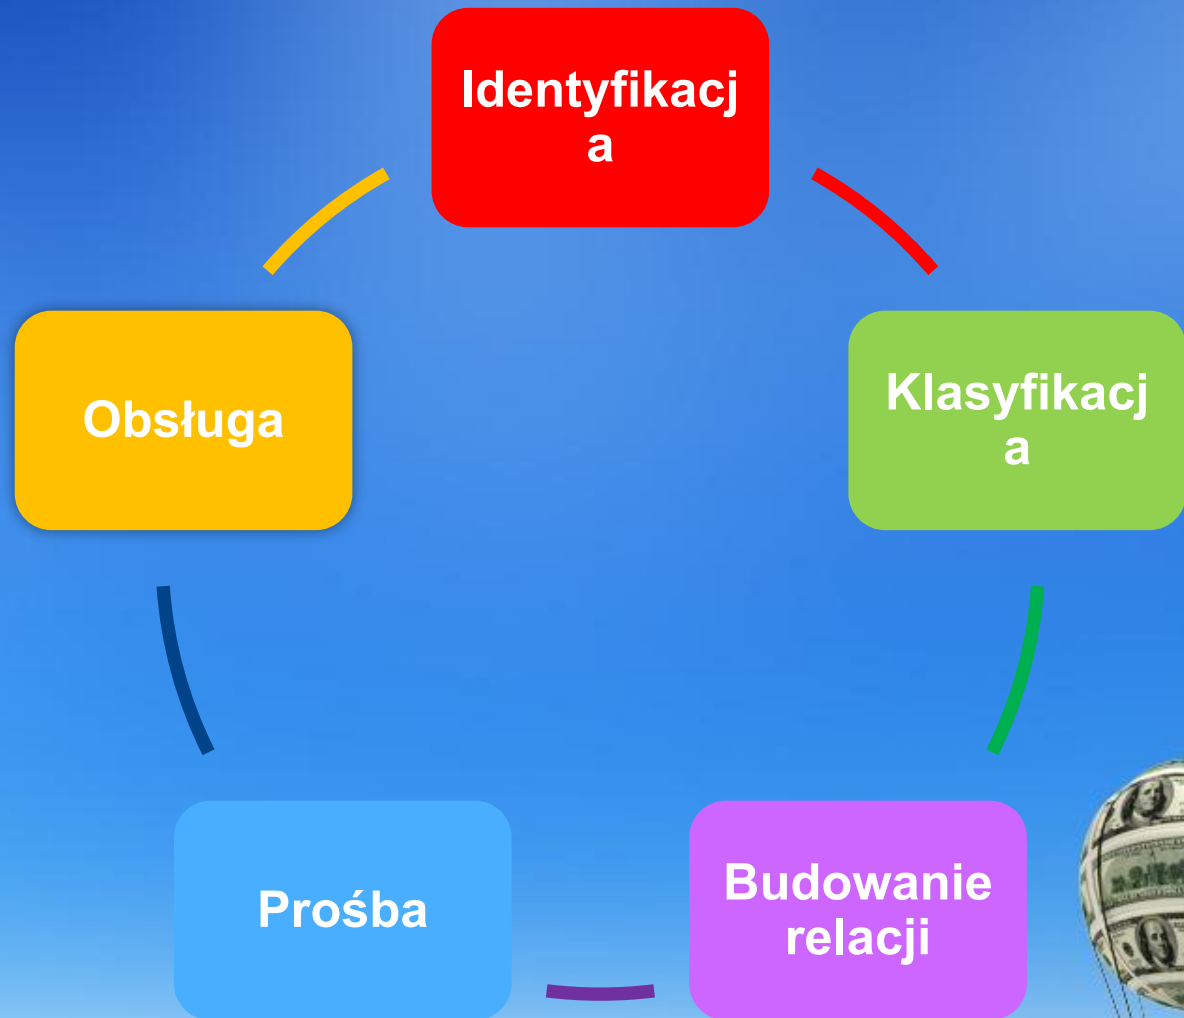 Identyfikacj
a
Klasyfikacj
a
Budowanie
relacji
Prośba
Obsługa